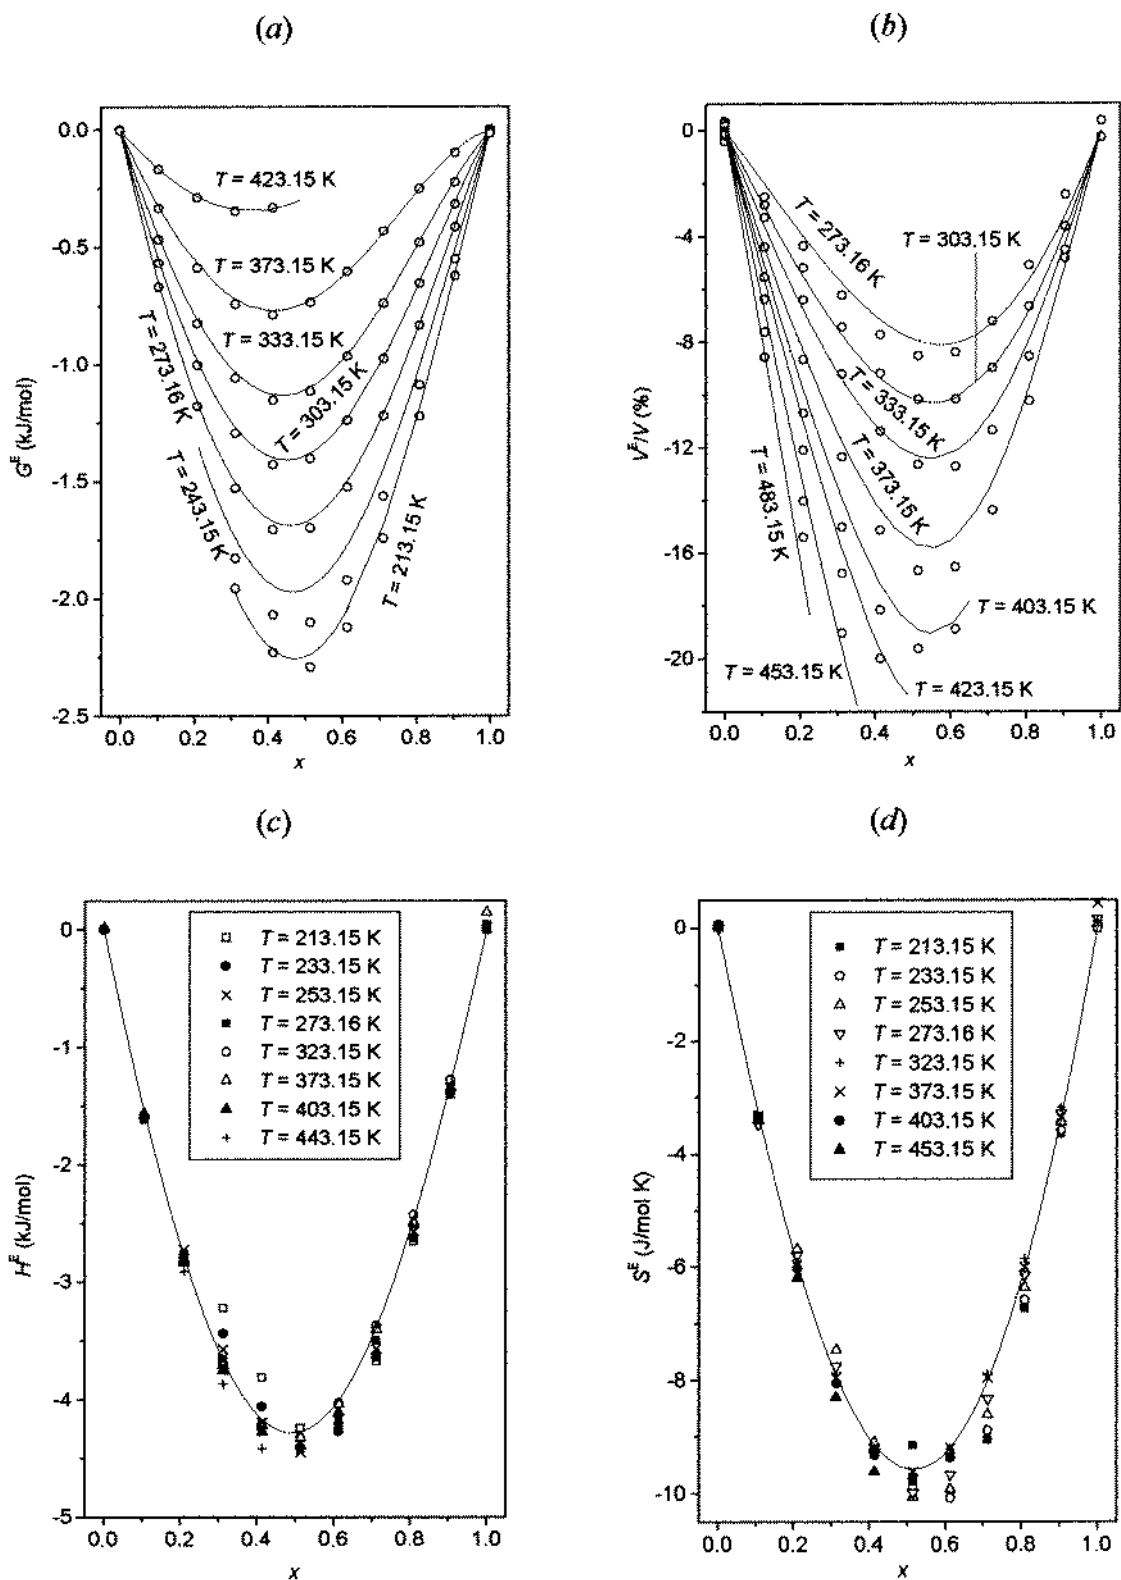 (a)
0.0
-0.5
-1.0
-1.5
-2.0
-2.5
G^E (kJ/mol)
T = 423.15 K
T = 373.15 K
T = 333.15 K
T = 303.15 K
T = 273.16 K
T = 243.15 K
T = 213.15 K
0.0 0.2 0.4 0.6 0.8 1.0
x
(b)
0
-4
-8
-12
-16
-20
V^E/V (%)
T = 273.16 K
T = 303.15 K
T = 333.15 K
T = 373.15 K
T = 483.15 K
T = 403.15 K
T = 453.15 K
T = 423.15 K
0.0 0.2 0.4 0.6 0.8 1.0
x
(c)
0
-1
-2
-3
-4
-5
H^E (kJ/mol)
T = 213.15 K
T = 233.15 K
T = 253.15 K
T = 273.16 K
T = 323.15 K
T = 373.15 K
T = 403.15 K
T = 443.15 K
0.0 0.2 0.4 0.6 0.8 1.0
x
(d)
0
-2
-4
-6
-8
-10
S^E (J/mol K)
T = 213.15 K
T = 233.15 K
T = 253.15 K
T = 273.16 K
T = 323.15 K
T = 373.15 K
T = 403.15 K
T = 453.15 K
0.0 0.2 0.4 0.6 0.8 1.0
x